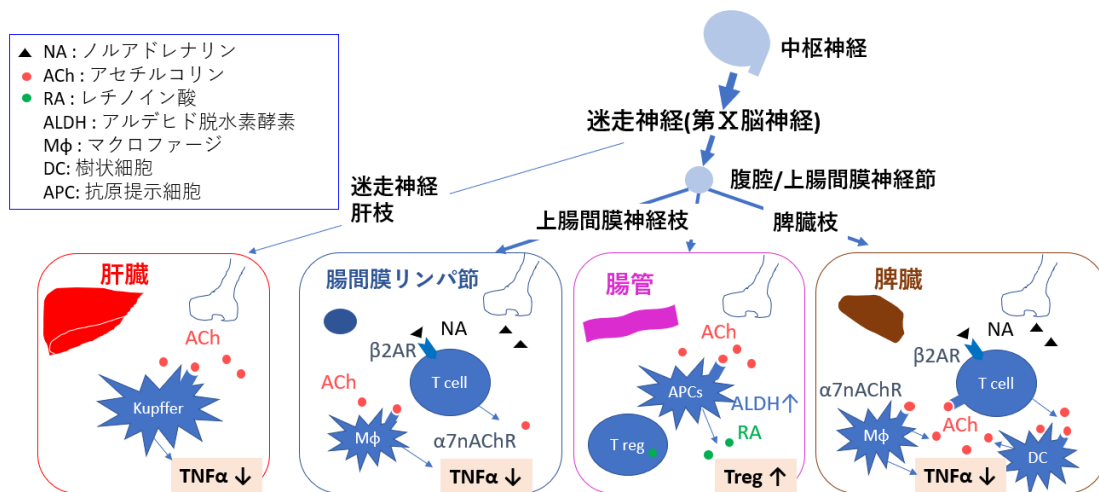 NA : ノルアドレナリン
ACh : アセチルコリン
RA : レチノイン酸
ALDH : アルデヒド脱水素酵素
Mφ : マクロファージ
DC: 樹状細胞
APC: 抗原提示細胞
中枢神経
迷走神経(第Ⅹ脳神経)
迷走神経
肝枝
腹腔/上腸間膜神経節
上腸間膜神経枝
脾臓枝
肝臓
ACh
Kupffer
TNFα ↓
腸間膜リンパ節
NA
β2AR
T cell
ACh
Mφ
α7nAChR
TNFα ↓
腸管
ACh
APCs
ALDH↑
RA
T reg
Treg ↑
脾臓
NA
β2AR
T cell
α7nAChR
ACh
Mφ
DC
TNFα ↓